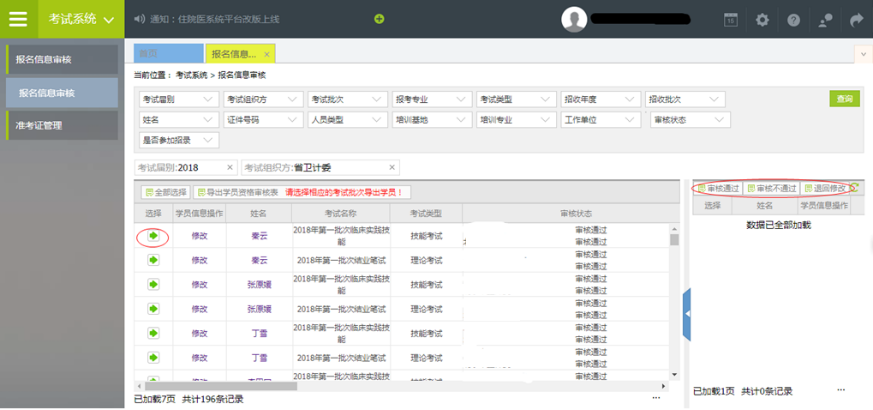 考试系统
通知：住院医系统平台改版上线
15
报名信息审核
报名信息审核
准考证管理
首页
报名信息... ×
当前位置： 考试系统 > 报名信息审核
考试届别 考试组织方 考试批次 报考专业 考试类型 招收年度 招收批次 查询
姓名 证件号码 人员类型 培训基地 培训专业 工作单位 审核状态
是否参加招录
考试届别:2018 × 考试组织方:省卫计委 ×
全部选择 导出学员资格审核表 请选择相应的考试批次导出学员！
审核通过 审核不通过 退回修改
选择 学员信息操作 姓名 考试名称 考试类型 审核状态
选择 姓名 学员信息操作
数据已全部加载
修改 秦云 2018年第一批次临床实践技能 技能考试 审核通过 审核通过
修改 秦云 2018年第一批次结业笔试 理论考试 审核通过 审核通过
修改 张原媛 2018年第一批次临床实践技能 技能考试 审核通过 审核通过
修改 张原媛 2018年第一批次结业笔试 理论考试 审核通过 审核通过
修改 丁雪 2018年第一批次临床实践技能 技能考试 审核通过 审核通过
修改 丁雪 2018年第一批次结业笔试 理论考试 审核通过 审核通过
2018年第一批次临床实践技 审核通过
已加载7页 共计196条记录 ...
已加载1页 共计0条记录 ...